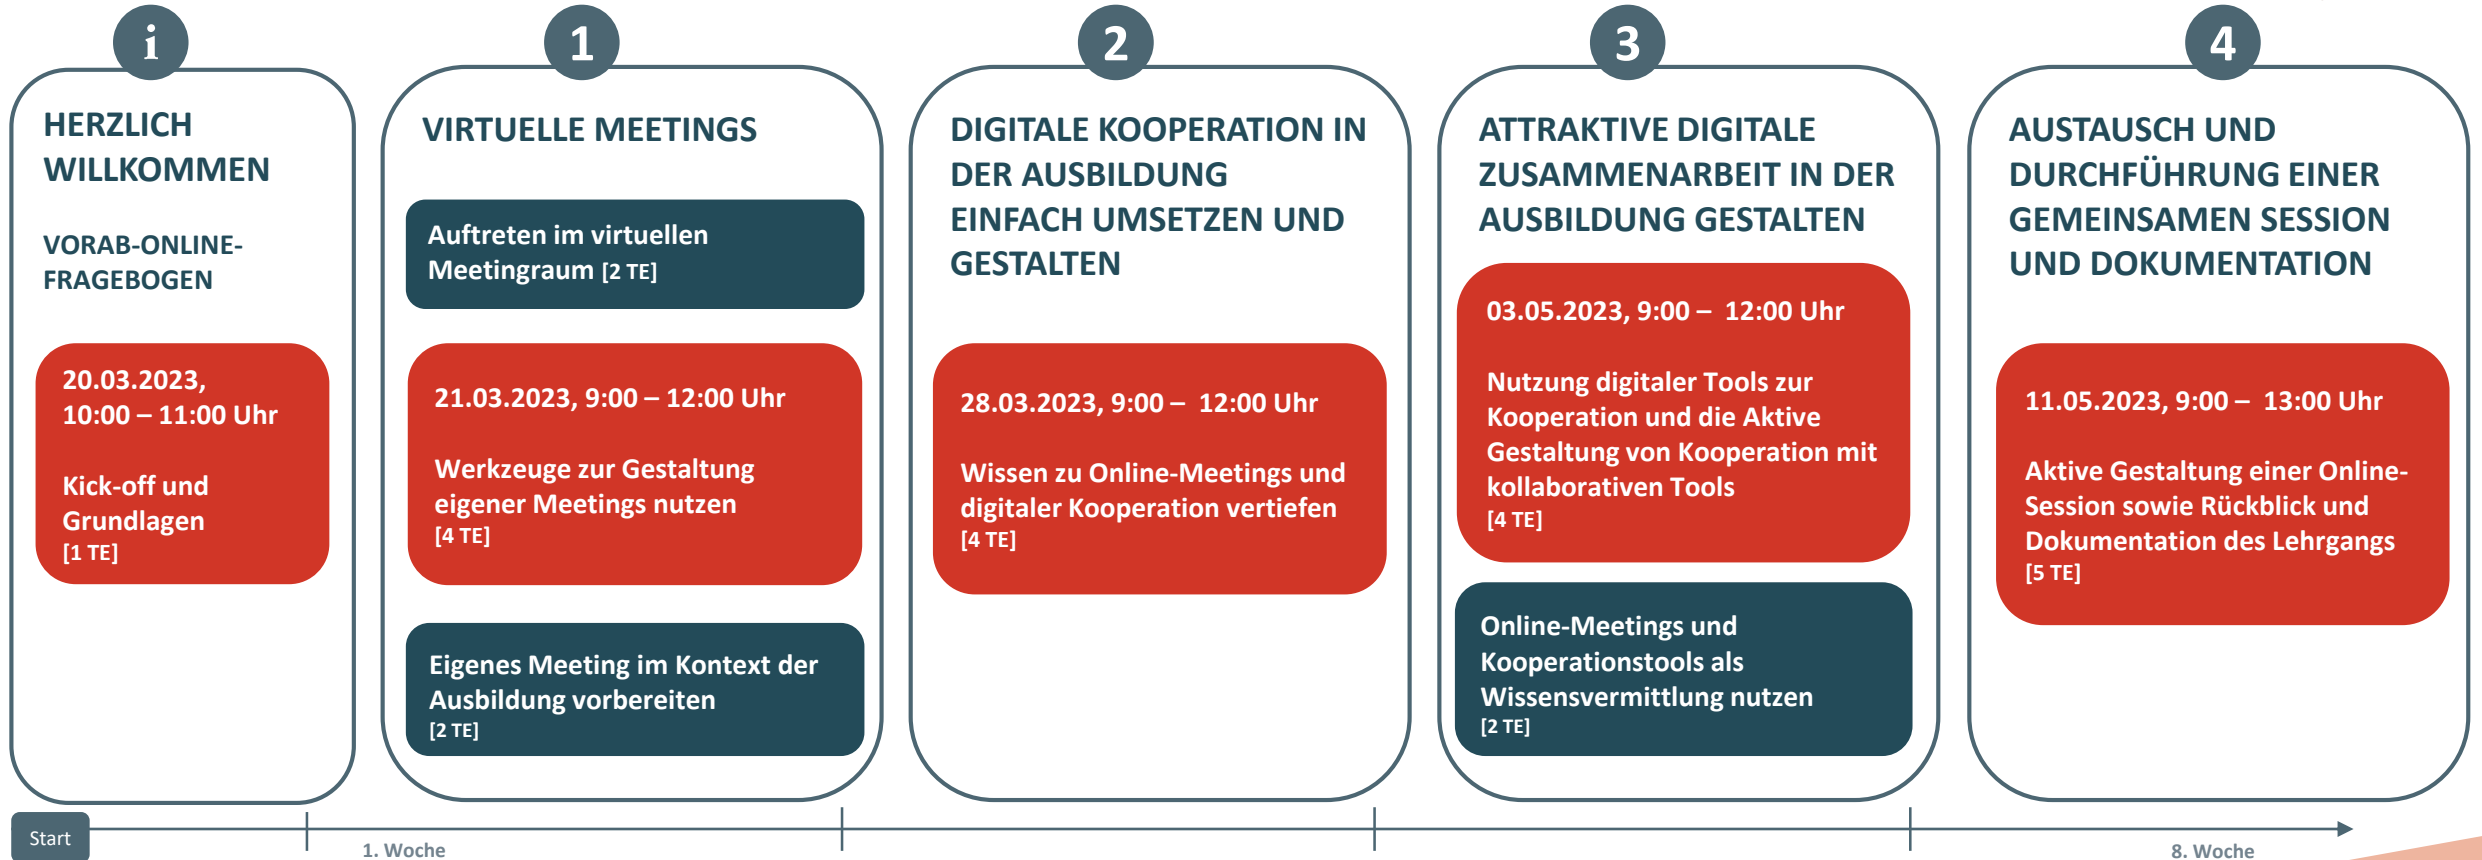 i
HERZLICH
WILLKOMMEN
VORAB-ONLINE-
FRAGEBOGEN
20.03.2023,
10:00 – 11:00 Uhr
Kick-off und
Grundlagen
[1 TE]
1
VIRTUELLE MEETINGS
Auftreten im virtuellen
Meetingraum [2 TE]
21.03.2023, 9:00 – 12:00 Uhr
Werkzeuge zur Gestaltung
eigener Meetings nutzen
[4 TE]
Eigenes Meeting im Kontext der
Ausbildung vorbereiten
[2 TE]
2
DIGITALE KOOPERATION IN
DER AUSBILDUNG
EINFACH UMSETZEN UND
GESTALTEN
28.03.2023, 9:00 – 12:00 Uhr
Wissen zu Online-Meetings und
digitaler Kooperation vertiefen
[4 TE]
3
ATTRAKTIVE DIGITALE
ZUSAMMENARBEIT IN DER
AUSBILDUNG GESTALTEN
03.05.2023, 9:00 – 12:00 Uhr
Nutzung digitaler Tools zur
Kooperation und die Aktive
Gestaltung von Kooperation mit
kollaborativen Tools
[4 TE]
Online-Meetings und
Kooperationstools als
Wissensvermittlung nutzen
[2 TE]
4
AUSTAUSCH UND
DURCHFÜHRUNG EINER
GEMEINSAMEN SESSION
UND DOKUMENTATION
11.05.2023, 9:00 – 13:00 Uhr
Aktive Gestaltung einer Online-
Session sowie Rückblick und
Dokumentation des Lehrgangs
[5 TE]
Start
1. Woche
8. Woche